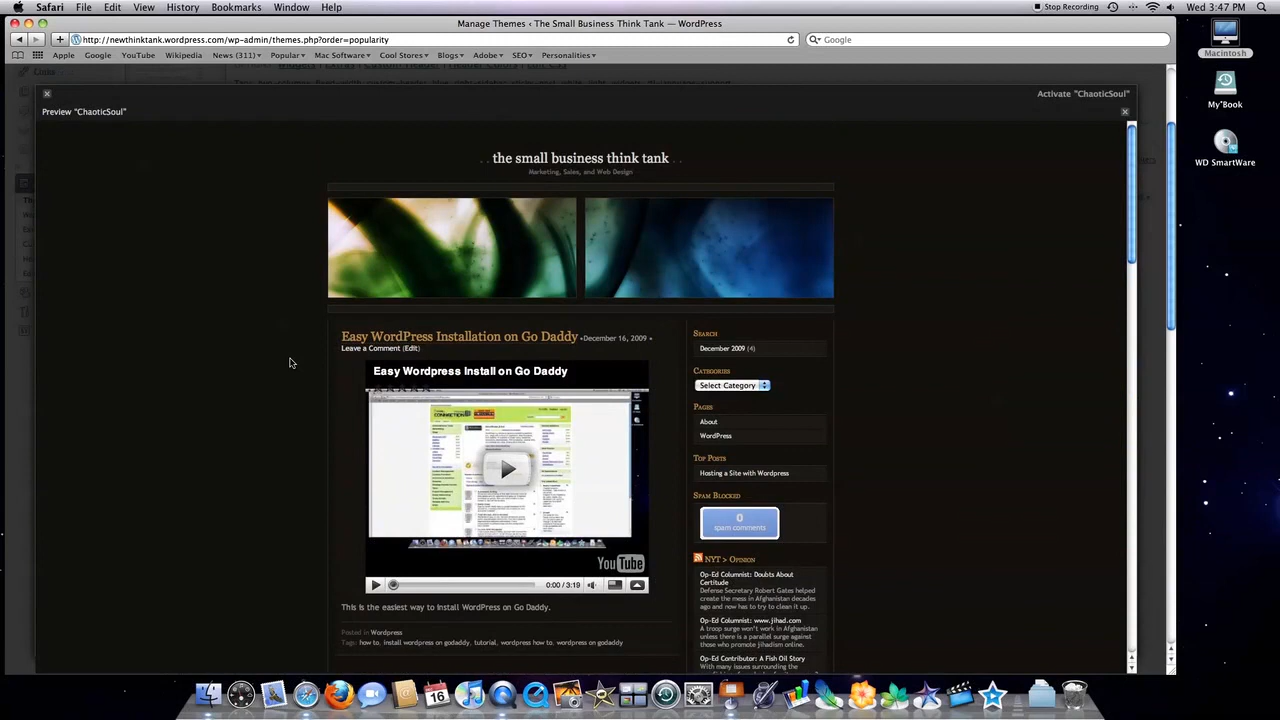 Safari File Edit View History Bookmarks Window Help
Stop Recording
Wed 3:47 PM
Manage Themes ‹ The Small Business Think Tank — WordPress
http://newthinktank.wordpress.com/wp-admin/themes.php?order=popularity
Google
Apple Google YouTube Wikipedia News (311) Popular Mac Software Cool Stores Blogs Adobe SEO Personalities
Macintosh
My Book
WD SmartWare
Links
Activate "ChaoticSoul"
Preview "ChaoticSoul"
the small business think tank
Marketing, Sales, and Web Design
Easy WordPress Installation on Go Daddy •December 16, 2009 •
Leave a Comment (Edit)
Easy Wordpress Install on Go Daddy
YouTube
0:00 / 3:19
This is the easiest way to Install WordPress on Go Daddy.
Posted in Wordpress
Tags: how to, install wordpress on godaddy, tutorial, wordpress how to, wordpress on godaddy
Search
December 2009 (4)
Categories
Select Category
Pages
About
WordPress
Top Posts
Hosting a Site with Wordpress
Spam Blocked
0
spam comments
NYT > Opinion
Op-Ed Columnist: Doubts About
Certitude
Defense Secretary Robert Gates helped
create the mess in Afghanistan decades
ago and now has to try to clean it up.
Op-Ed Columnist: www.jihad.com
A troop surge won't work in Afghanistan
unless there is a parallel surge against
those who promote jihadism online.
Op-Ed Contributor: A Fish Oil Story
With many issues surrounding the
16